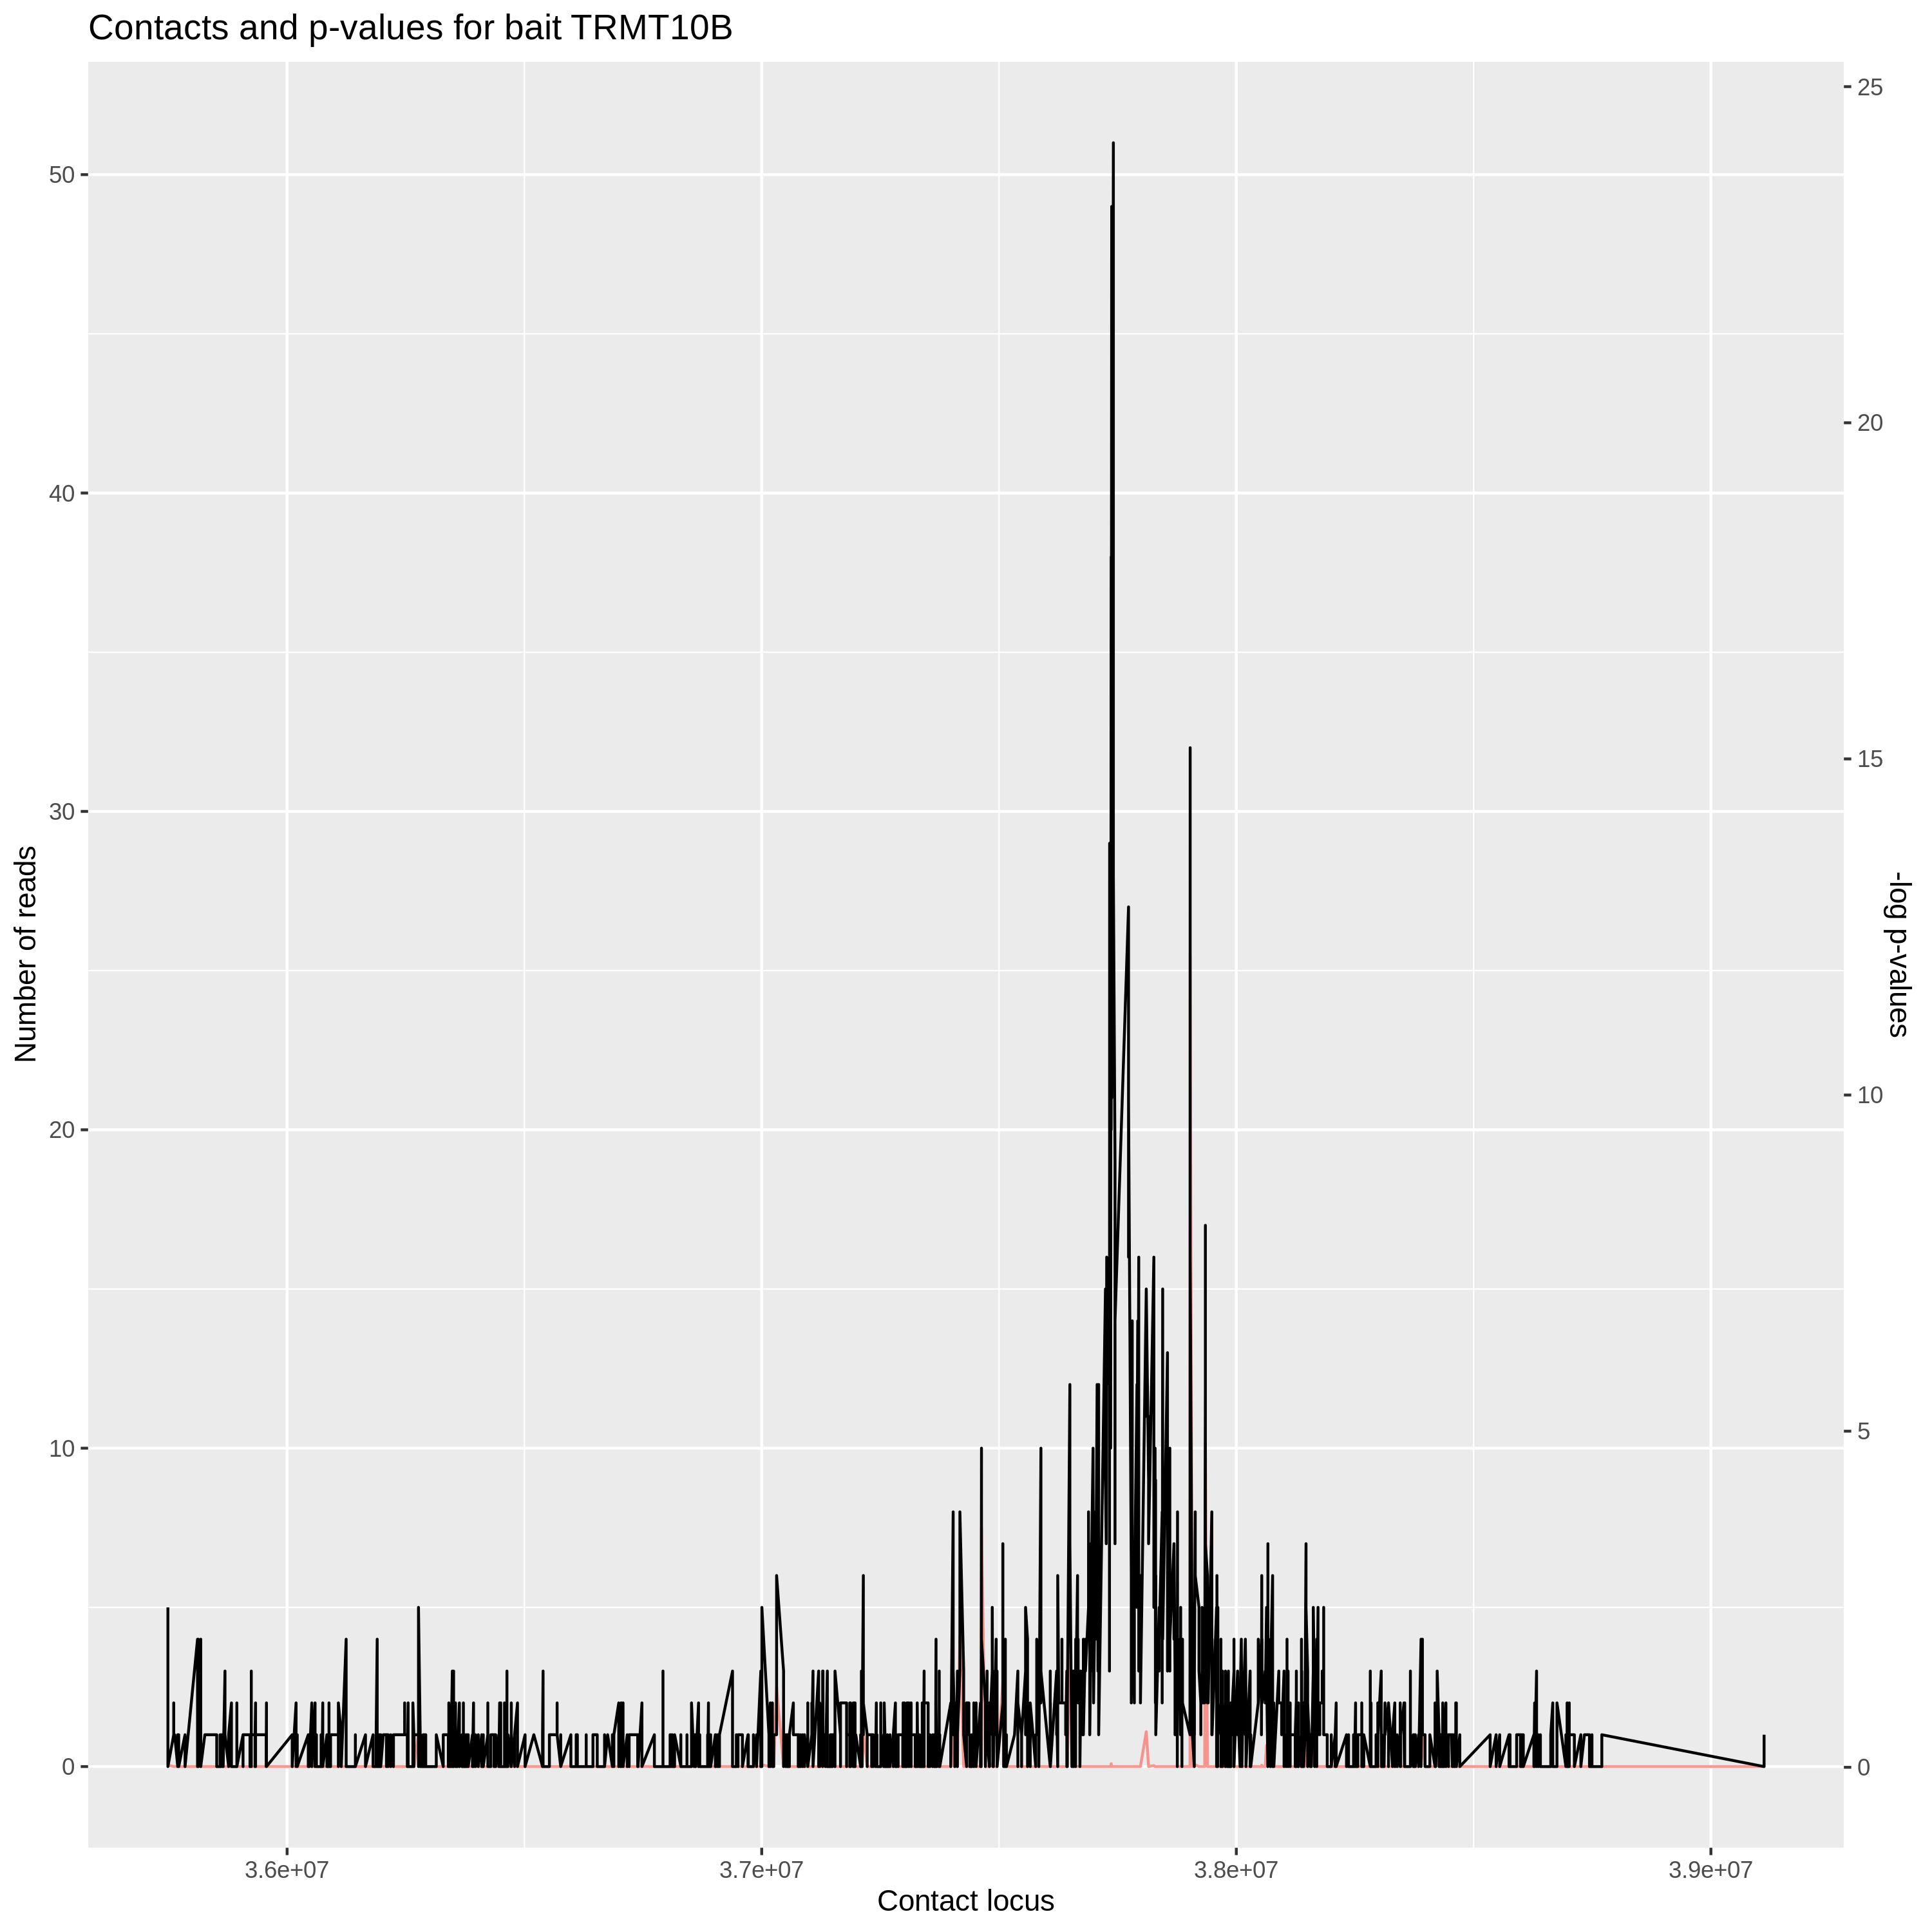 Contacts and p-values for bait TRMT10B
50
40
30
20
10
0
25
20
15
10
5
0
Number of reads
-log p-values
3.6e+07
3.7e+07
3.8e+07
3.9e+07
Contact locus